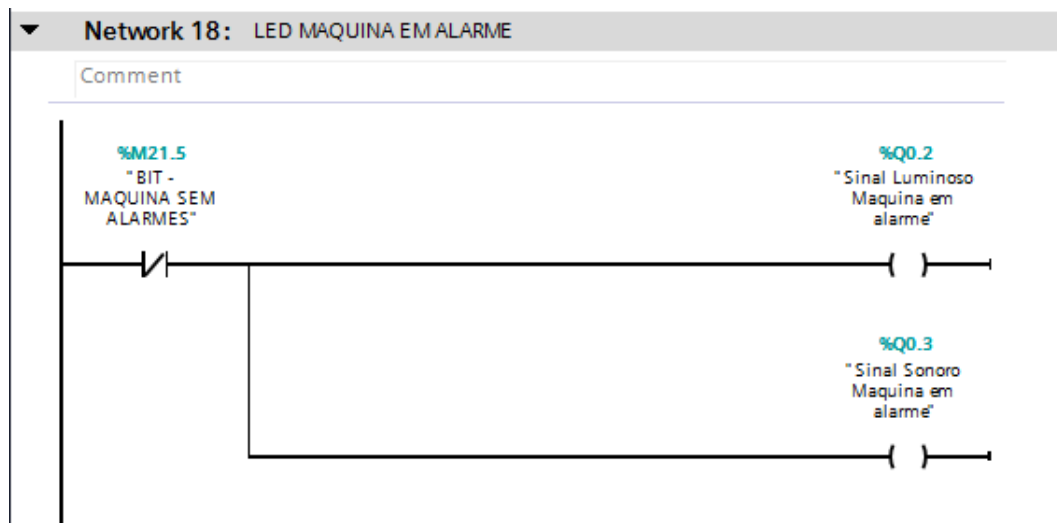 Network 18: LED MAQUINA EM ALARME
Comment
%M21.5
"BIT -
MAQUINA SEM
ALARMES"
%Q0.2
"Sinal Luminoso
Maquina em
alarme"
%Q0.3
"Sinal Sonoro
Maquina em
alarme"